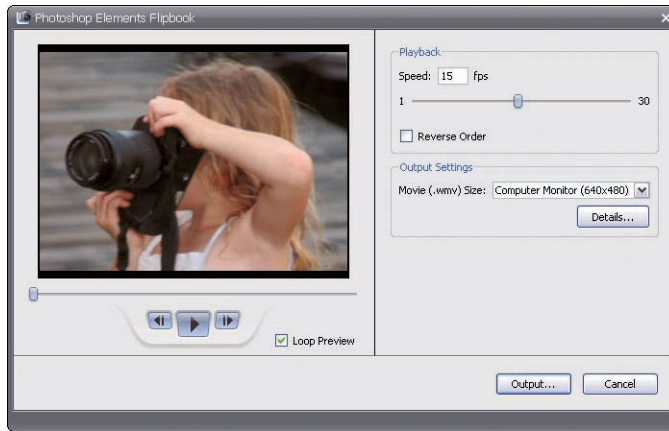 Photoshop Elements Flipbook
Playback
Speed: 15 fps
1 30
Reverse Order
Output Settings
Movie (.wmv) Size: Computer Monitor (640x480)
Details...
Loop Preview
Output... Cancel